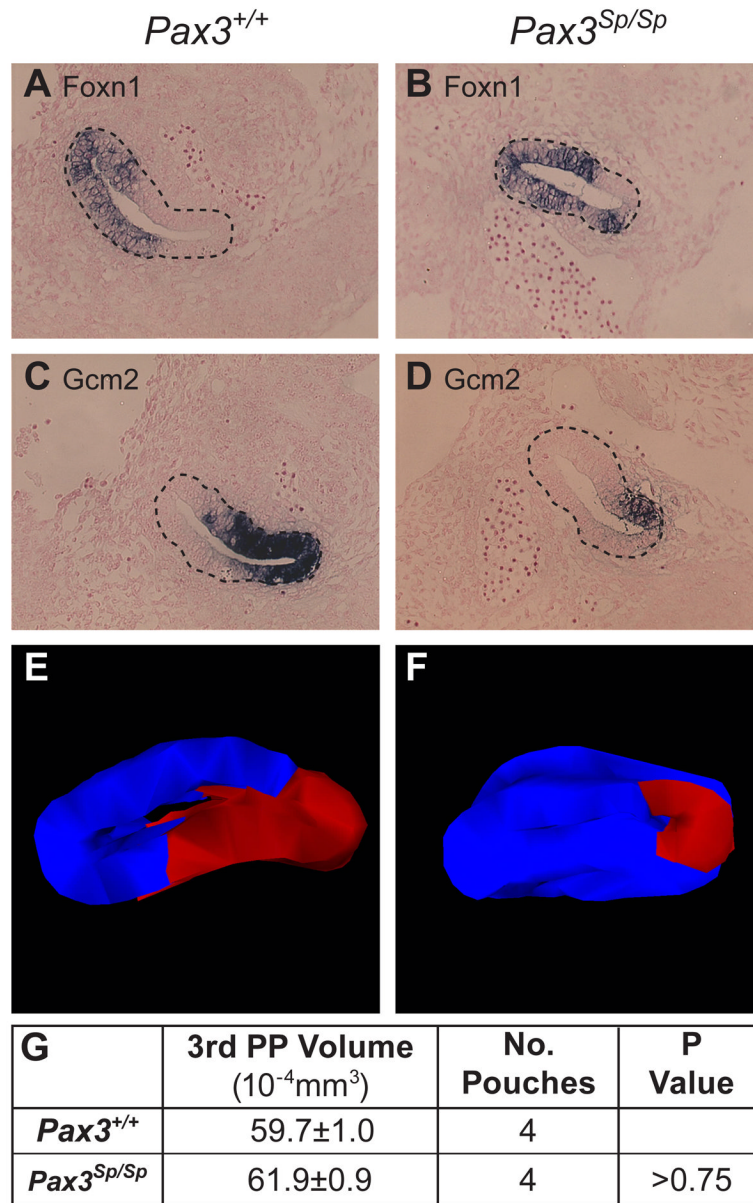 Pax3+/+ Pax3Sp/Sp
A Foxn1 B Foxn1
C Gcm2 D Gcm2
E F
G 3rd PP Volume (10-4mm3) No. Pouches P Value
Pax3+/+ 59.7±1.0 4
Pax3Sp/Sp 61.9±0.9 4 >0.75